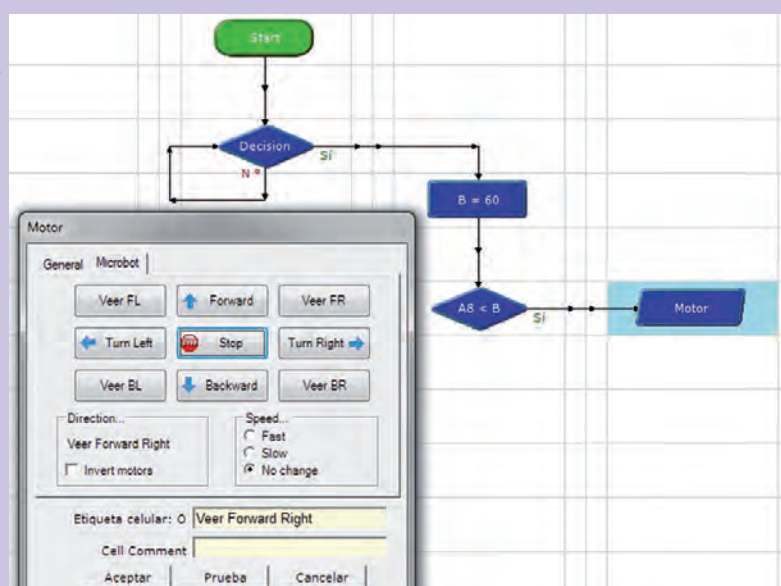 Start
Decision
Sí
N º
B = 60
A8 < B
Sí
Motor
Motor
General Microbot
Veer FL Forward Veer FR
Turn Left Stop Turn Right
Veer BL Backward Veer BR
Direction... Speed...
Veer Forward Right
Invert motors
Fast
Slow
No change
Etiqueta celular: O Veer Forward Right
Cell Comment
Aceptar Prueba Cancelar